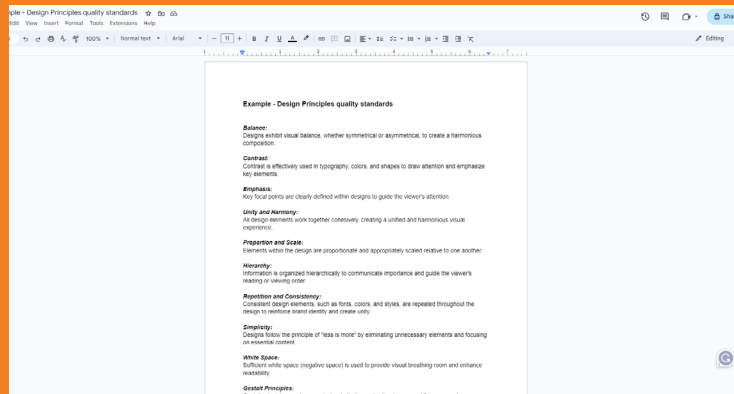 ple - Design Principles quality standards
Edit View Insert Format Tools Extensions Help
Sha
100% Normal text Arial 11 B I U A Editing
1 1 2 3 4 5 6 7
Example - Design Principles quality standards
Balance:
Designs exhibit visual balance, whether symmetrical or asymmetrical, to create a harmonious
composition.
Contrast:
Contrast is effectively used in typography, colors, and shapes to draw attention and emphasize
key elements.
Emphasis:
Key focal points are clearly defined within designs to guide the viewer's attention.
Unity and Harmony:
All design elements work together cohesively, creating a unified and harmonious visual
experience.
Proportion and Scale:
Elements within the design are proportionate and appropriately scaled relative to one another.
Hierarchy:
Information is organized hierarchically to communicate importance and guide the viewer's
reading or viewing order
Repetition and Consistency:
Consistent design elements, such as fonts, colors, and styles, are repeated throughout the
design to reinforce brand identity and create unity
Simplicity:
Designs follow the principle of "less is more" by eliminating unnecessary elements and focusing
on essential content.
White Space:
Sufficient white space (negative space) is used to provide visual breathing room and enhance
readability
Gestalt Principles: